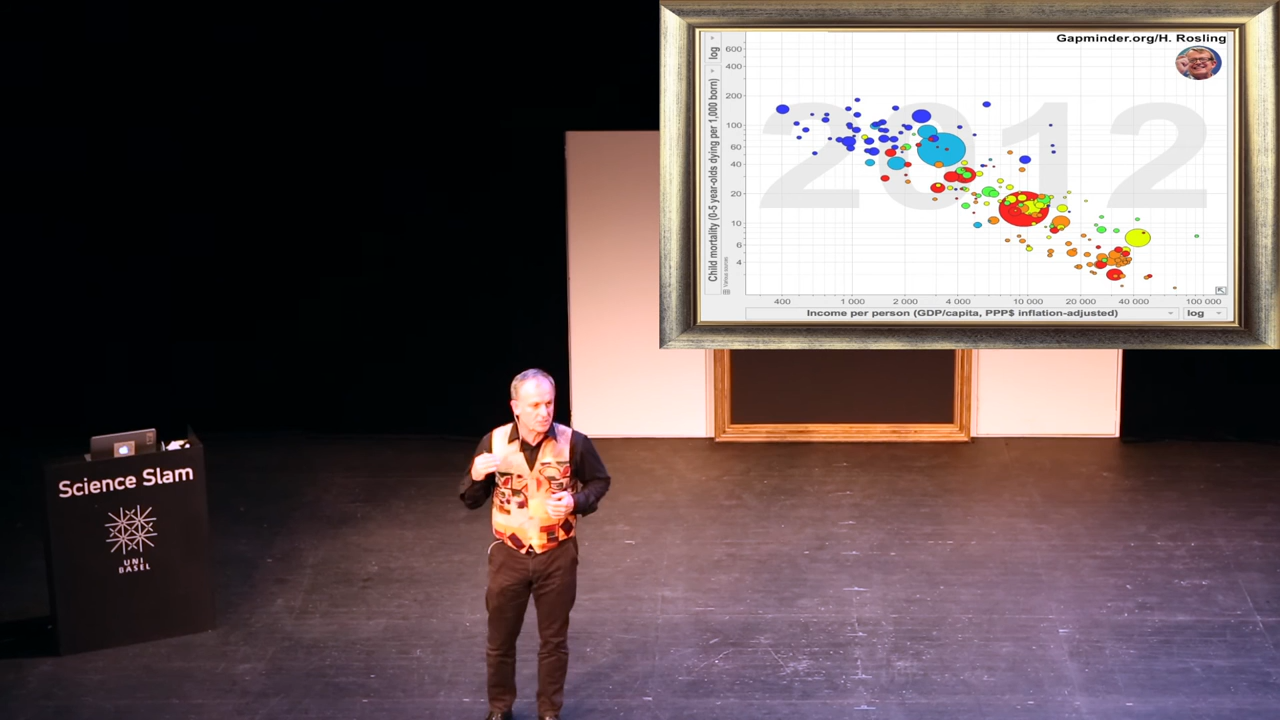 Gapminder.org/H. Rosling
log
Child mortality (0-5 year-olds dying per 1,000 born)
600
400
200
100
60
40
20
10
6
4
2012
400
1 000
2 000
4 000
10 000
20 000
40 000
100 000
Income per person (GDP/capita, PPP$ inflation-adjusted)
log
Science Slam
UNI
BASEL